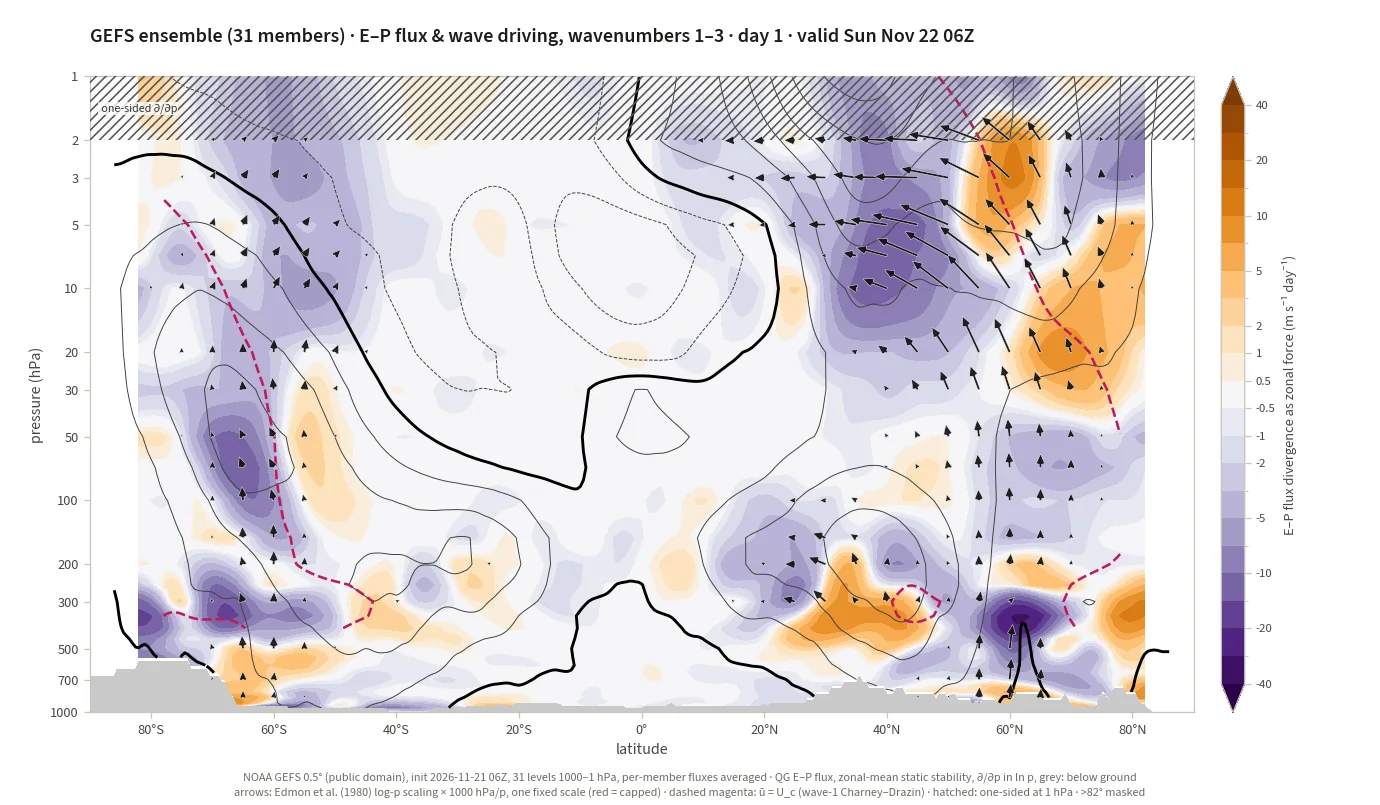 GEFS ensemble (31 members) · E–P flux & wave driving, wavenumbers 1–3 · day 1 · valid Sun Nov 22 06Z
one-sided ∂/∂p
pressure (hPa)
1
2
3
5
10
20
30
50
100
200
300
500
700
1000
80°S
60°S
40°S
20°S
0°
20°N
40°N
60°N
80°N
latitude
40
20
10
5
2
1
0.5
-0.5
-1
-2
-5
-10
-20
-40
E–P flux divergence as zonal force (m s⁻¹ day⁻¹)
NOAA GEFS 0.5° (public domain), init 2026-11-21 06Z, 31 levels 1000–1 hPa, per-member fluxes averaged · QG E–P flux, zonal-mean static stability, ∂/∂p in ln p, grey: below ground
arrows: Edmon et al. (1980) log-p scaling × 1000 hPa/p, one fixed scale (red = capped) · dashed magenta: ū = U_c (wave-1 Charney–Drazin) · hatched: one-sided at 1 hPa · >82° masked